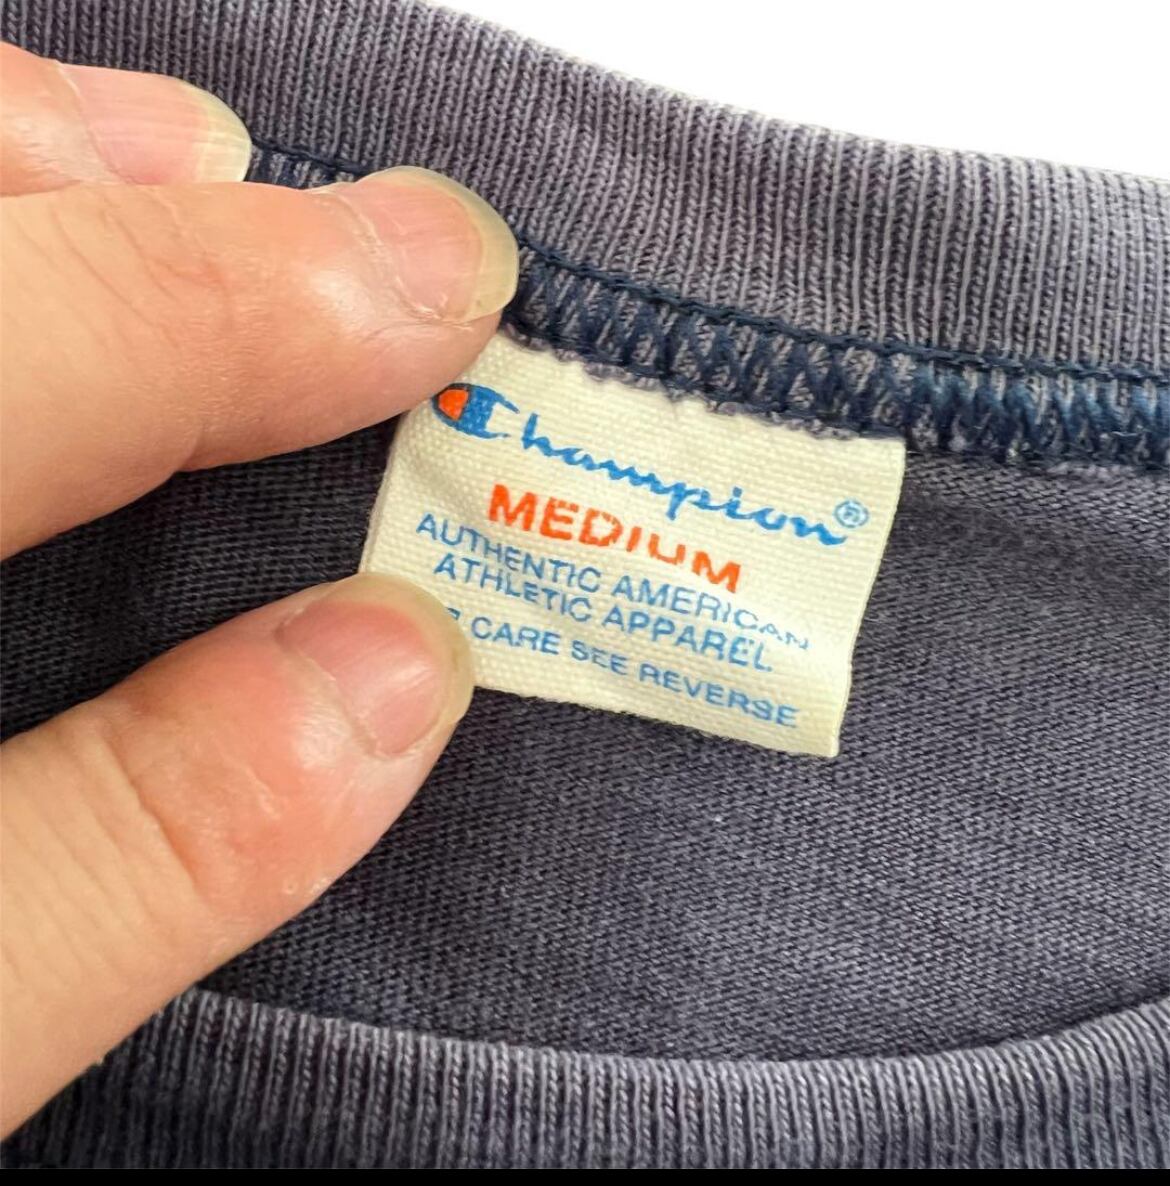 Champion®
MEDIUM
AUTHENTIC AMERICAN
ATHLETIC APPAREL
CARE SEE REVERSE